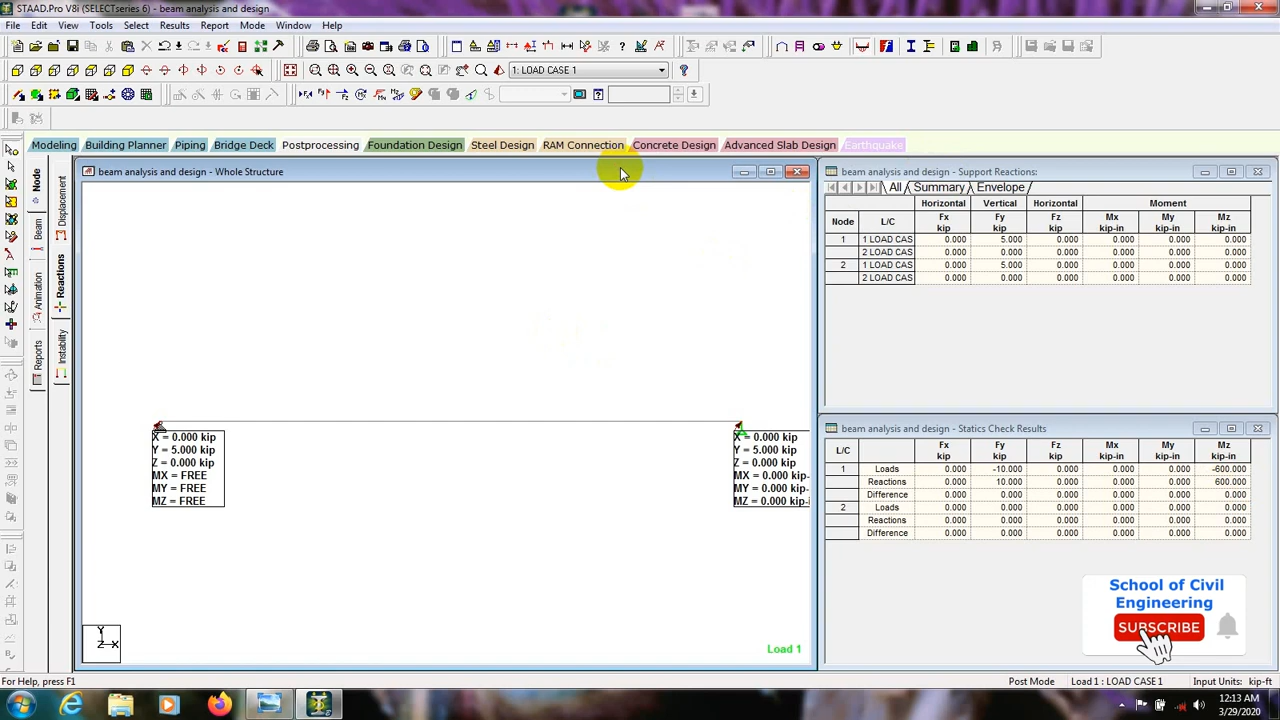 STAAD.Pro V8i (SELECTseries 6) - beam analysis and design
File Edit View Tools Select Results Report Mode Window Help
1: LOAD CASE 1
Modeling Building Planner Piping Bridge Deck Postprocessing Foundation Design Steel Design RAM Connection Concrete Design Advanced Slab Design Earthquake
Node
Beam
Animation
Reports
Displacement
Reactions
Instability
beam analysis and design - Whole Structure
X = 0.000 kip
Y = 5.000 kip
Z = 0.000 kip
MX = FREE
MY = FREE
MZ = FREE
X = 0.000 kip
Y = 5.000 kip
Z = 0.000 kip
MX = 0.000 kip-
MY = 0.000 kip-
MZ = 0.000 kip-i
Y
Z X
Load 1
beam analysis and design - Support Reactions:
All Summary Envelope
Horizontal Vertical Horizontal Moment
Node L/C Fx kip Fy kip Fz kip Mx kip-in My kip-in Mz kip-in
1 1 LOAD CAS 0.000 5.000 0.000 0.000 0.000 0.000
2 LOAD CAS 0.000 0.000 0.000 0.000 0.000 0.000
2 1 LOAD CAS 0.000 5.000 0.000 0.000 0.000 0.000
2 LOAD CAS 0.000 0.000 0.000 0.000 0.000 0.000
beam analysis and design - Statics Check Results
L/C Fx kip Fy kip Fz kip Mx kip-in My kip-in Mz kip-in
1 Loads 0.000 -10.000 0.000 0.000 0.000 -600.000
Reactions 0.000 10.000 0.000 0.000 0.000 600.000
Difference 0.000 0.000 0.000 0.000 0.000 0.000
2 Loads 0.000 0.000 0.000 0.000 0.000 0.000
Reactions 0.000 0.000 0.000 0.000 0.000 0.000
Difference 0.000 0.000 0.000 0.000 0.000 0.000
School of Civil
Engineering
SUBSCRIBE
For Help, press F1
Post Mode Load 1 : LOAD CASE 1 Input Units: kip-ft
12:13 AM
3/29/2020